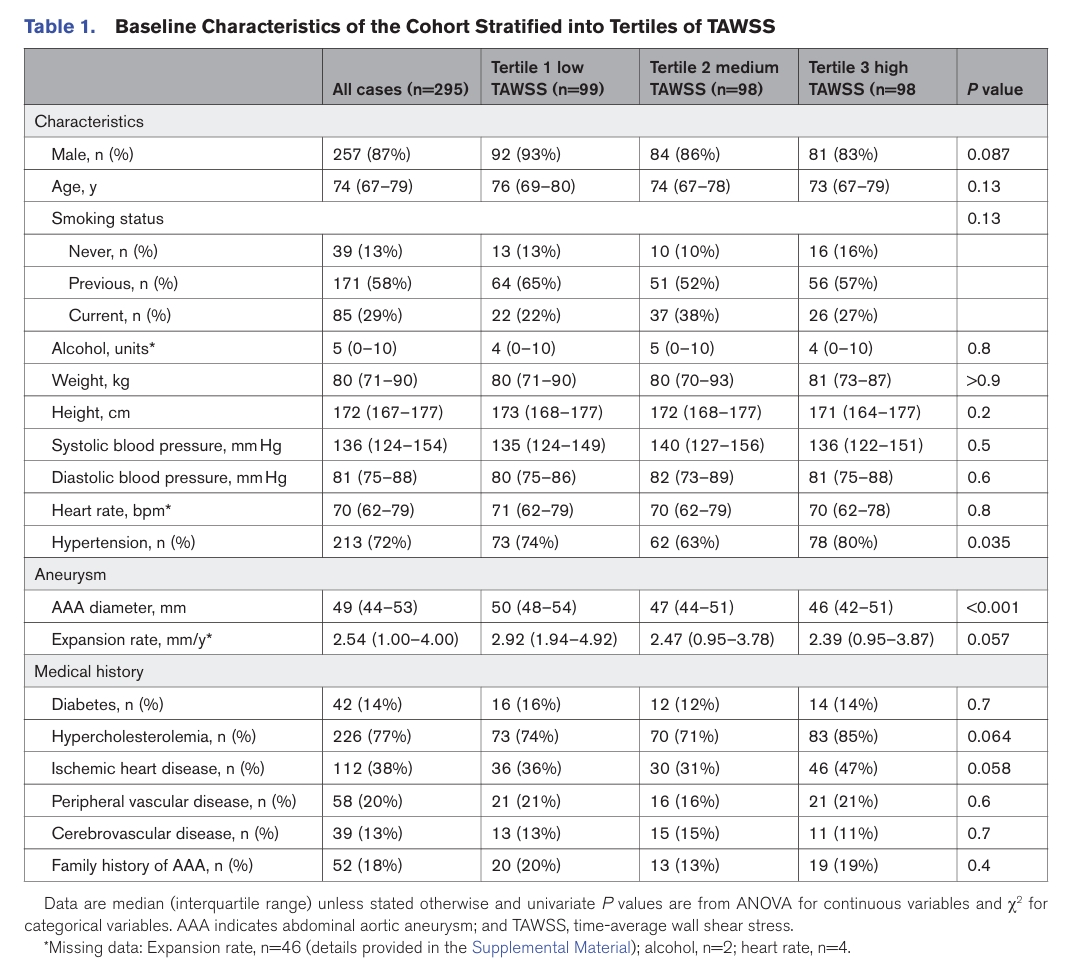 Table 1. Baseline Characteristics of the Cohort Stratified into Tertiles of TAWSS
All cases (n=295) Tertile 1 low TAWSS (n=99) Tertile 2 medium TAWSS (n=98) Tertile 3 high TAWSS (n=98 P value
Characteristics
Male, n (%) 257 (87%) 92 (93%) 84 (86%) 81 (83%) 0.087
Age, y 74 (67–79) 76 (69–80) 74 (67–78) 73 (67–79) 0.13
Smoking status 0.13
Never, n (%) 39 (13%) 13 (13%) 10 (10%) 16 (16%)
Previous, n (%) 171 (58%) 64 (65%) 51 (52%) 56 (57%)
Current, n (%) 85 (29%) 22 (22%) 37 (38%) 26 (27%)
Alcohol, units* 5 (0–10) 4 (0–10) 5 (0–10) 4 (0–10) 0.8
Weight, kg 80 (71–90) 80 (71–90) 80 (70–93) 81 (73–87) >0.9
Height, cm 172 (167–177) 173 (168–177) 172 (168–177) 171 (164–177) 0.2
Systolic blood pressure, mm Hg 136 (124–154) 135 (124–149) 140 (127–156) 136 (122–151) 0.5
Diastolic blood pressure, mm Hg 81 (75–88) 80 (75–86) 82 (73–89) 81 (75–88) 0.6
Heart rate, bpm* 70 (62–79) 71 (62–79) 70 (62–79) 70 (62–78) 0.8
Hypertension, n (%) 213 (72%) 73 (74%) 62 (63%) 78 (80%) 0.035
Aneurysm
AAA diameter, mm 49 (44–53) 50 (48–54) 47 (44–51) 46 (42–51) <0.001
Expansion rate, mm/y* 2.54 (1.00–4.00) 2.92 (1.94–4.92) 2.47 (0.95–3.78) 2.39 (0.95–3.87) 0.057
Medical history
Diabetes, n (%) 42 (14%) 16 (16%) 12 (12%) 14 (14%) 0.7
Hypercholesterolemia, n (%) 226 (77%) 73 (74%) 70 (71%) 83 (85%) 0.064
Ischemic heart disease, n (%) 112 (38%) 36 (36%) 30 (31%) 46 (47%) 0.058
Peripheral vascular disease, n (%) 58 (20%) 21 (21%) 16 (16%) 21 (21%) 0.6
Cerebrovascular disease, n (%) 39 (13%) 13 (13%) 15 (15%) 11 (11%) 0.7
Family history of AAA, n (%) 52 (18%) 20 (20%) 13 (13%) 19 (19%) 0.4
Data are median (interquartile range) unless stated otherwise and univariate P values are from ANOVA for continuous variables and χ² for
categorical variables. AAA indicates abdominal aortic aneurysm; and TAWSS, time-average wall shear stress.
*Missing data: Expansion rate, n=46 (details provided in the Supplemental Material); alcohol, n=2; heart rate, n=4.